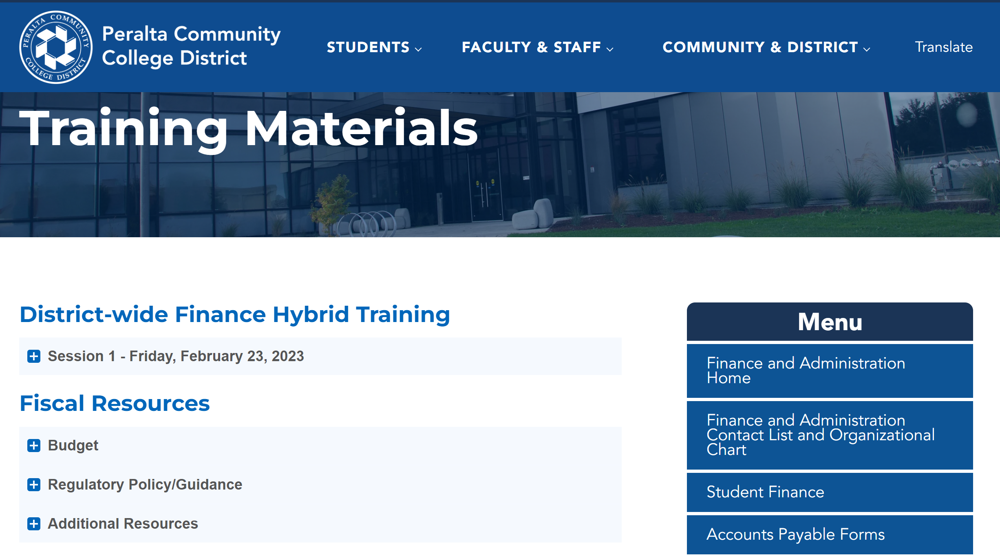 PERALTA COMMUNITY
COLLEGE DISTRICT
Peralta Community
College District
STUDENTS
FACULTY & STAFF
COMMUNITY & DISTRICT
Translate
Training Materials
District-wide Finance Hybrid Training
Session 1 - Friday, February 23, 2023
Fiscal Resources
Budget
Regulatory Policy/Guidance
Additional Resources
Menu
Finance and Administration
Home
Finance and Administration
Contact List and Organizational
Chart
Student Finance
Accounts Payable Forms